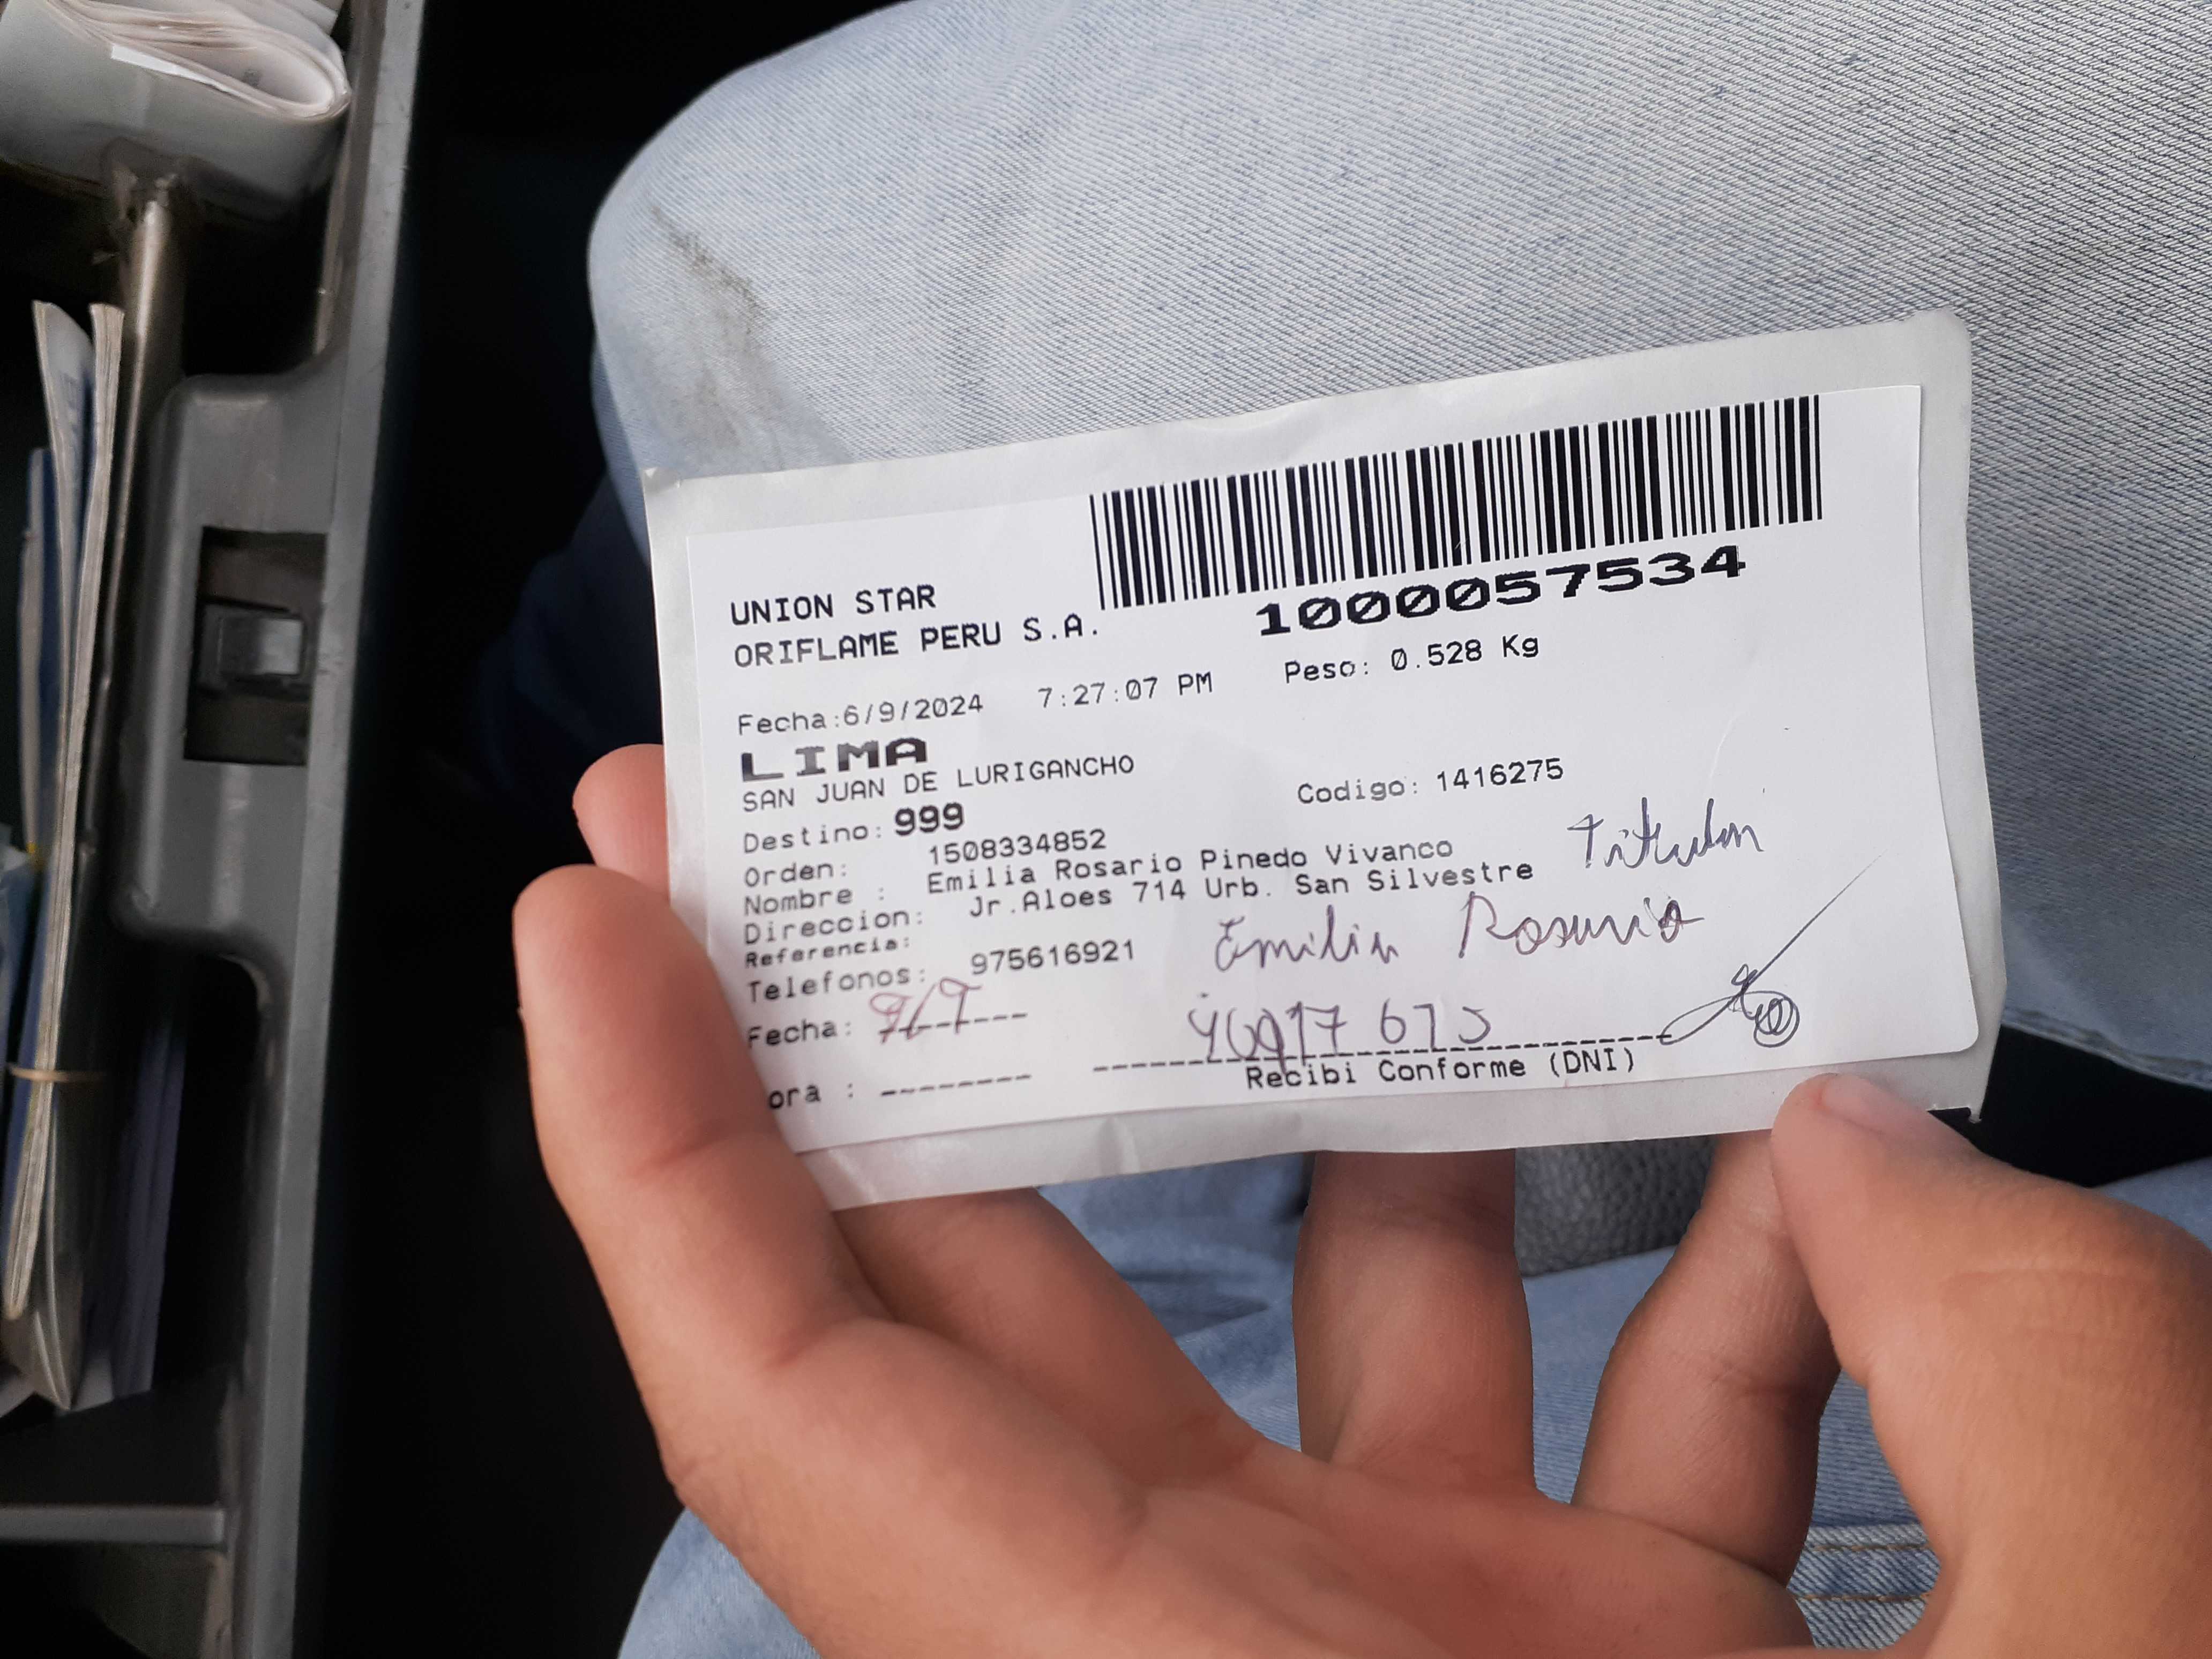 1000057534
UNION STAR
ORIFLAME PERU S.A.
Peso: 0.528 Kg
Fecha:6/9/2024 7:27:07 PM
LIMA
SAN JUAN DE LURIGANCHO
Codigo: 1416275
Destino: 999
Orden: 1508334852
Nombre : Emilia Rosario Pinedo Vivanco
Titular
Direccion: Jr.Aloes 714 Urb. San Silvestre
Referencia:
Emilia Rosario
Telefonos: 975616921
Fecha: --------
ora : --------
Recibi Conforme (DNI)